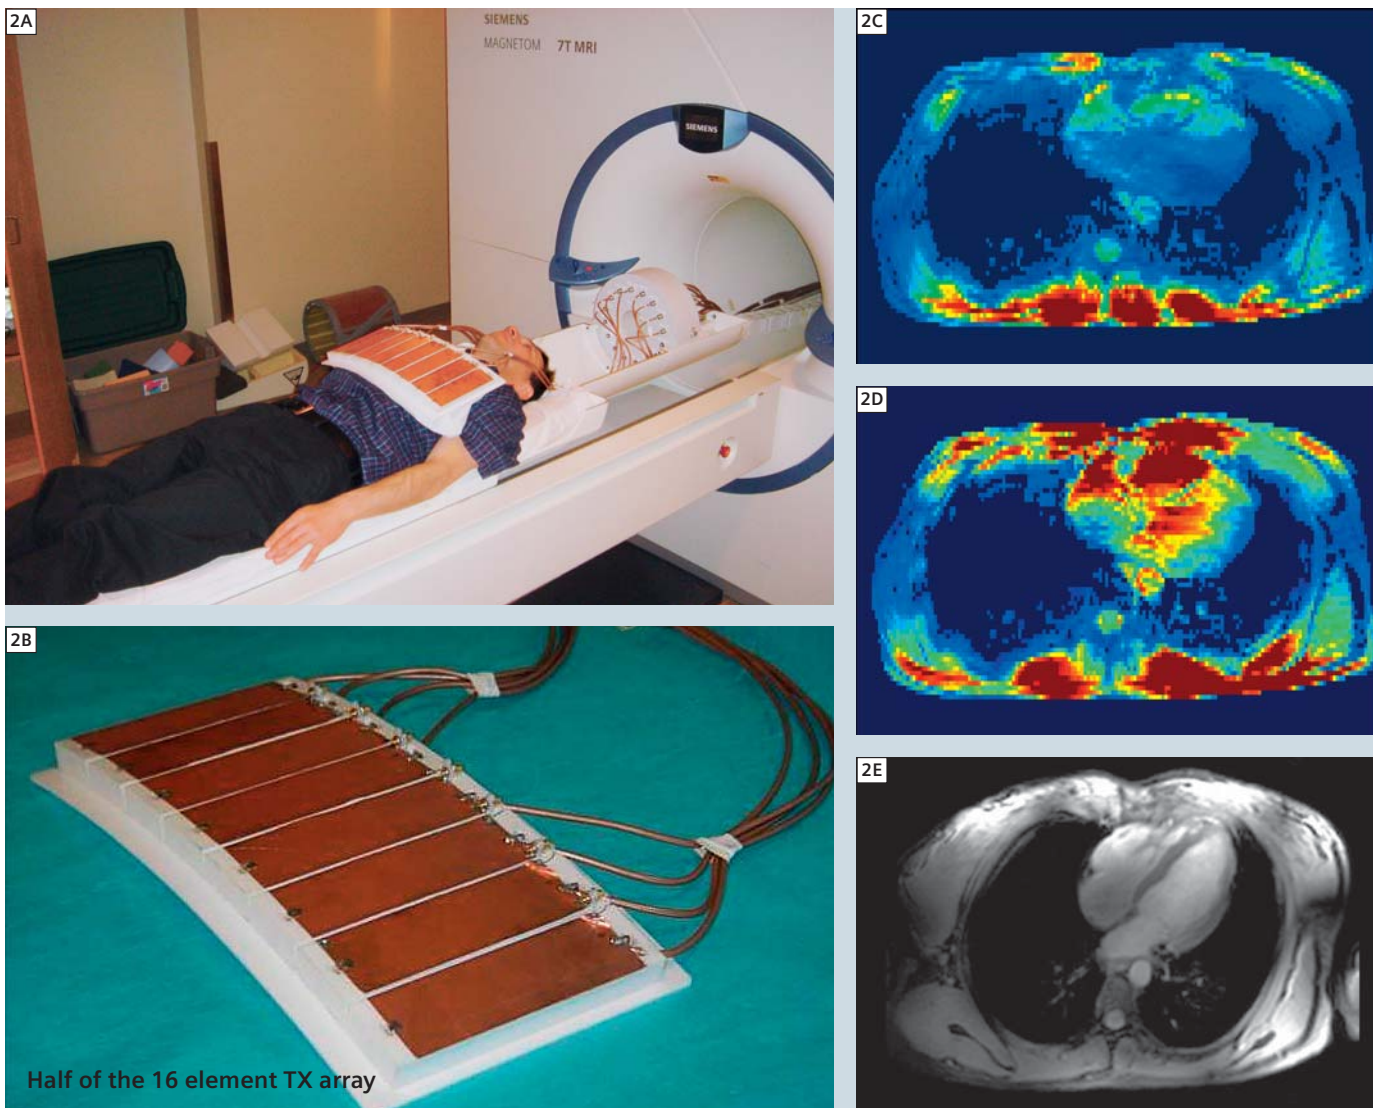 2A
SIEMENS
MAGNETOM 7T MRI
SIEMENS
2B
Half of the 16 element TX array
2C
2D
2E